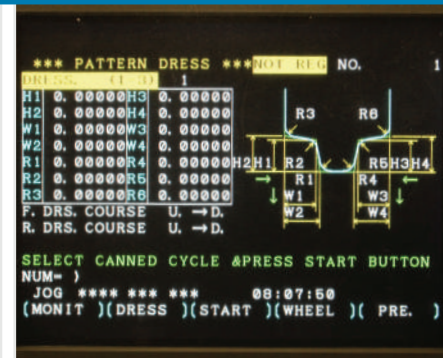 *** PATTERN DRESS *** NOT REG NO. 1
DRESS. (1-3) 1
H1 0.00000 H3 0.00000
H2 0.00000 H4 0.00000
W1 0.00000 W3 0.00000
W2 0.00000 W4 0.00000
R1 0.00000 R4 0.00000
R2 0.00000 R5 0.00000
R3 0.00000 R6 0.00000
R3 R6
H2 H1 R2 R5 H3 H4
R1 R4
W1 W3
W2 W4
F. DRS. COURSE U. → D.
R. DRS. COURSE U. → D.
SELECT CANNED CYCLE &PRESS START BUTTON
NUM= )
JOG **** *** *** 08:07:50
(MONIT )(DRESS )(START )(WHEEL )( PRE. )